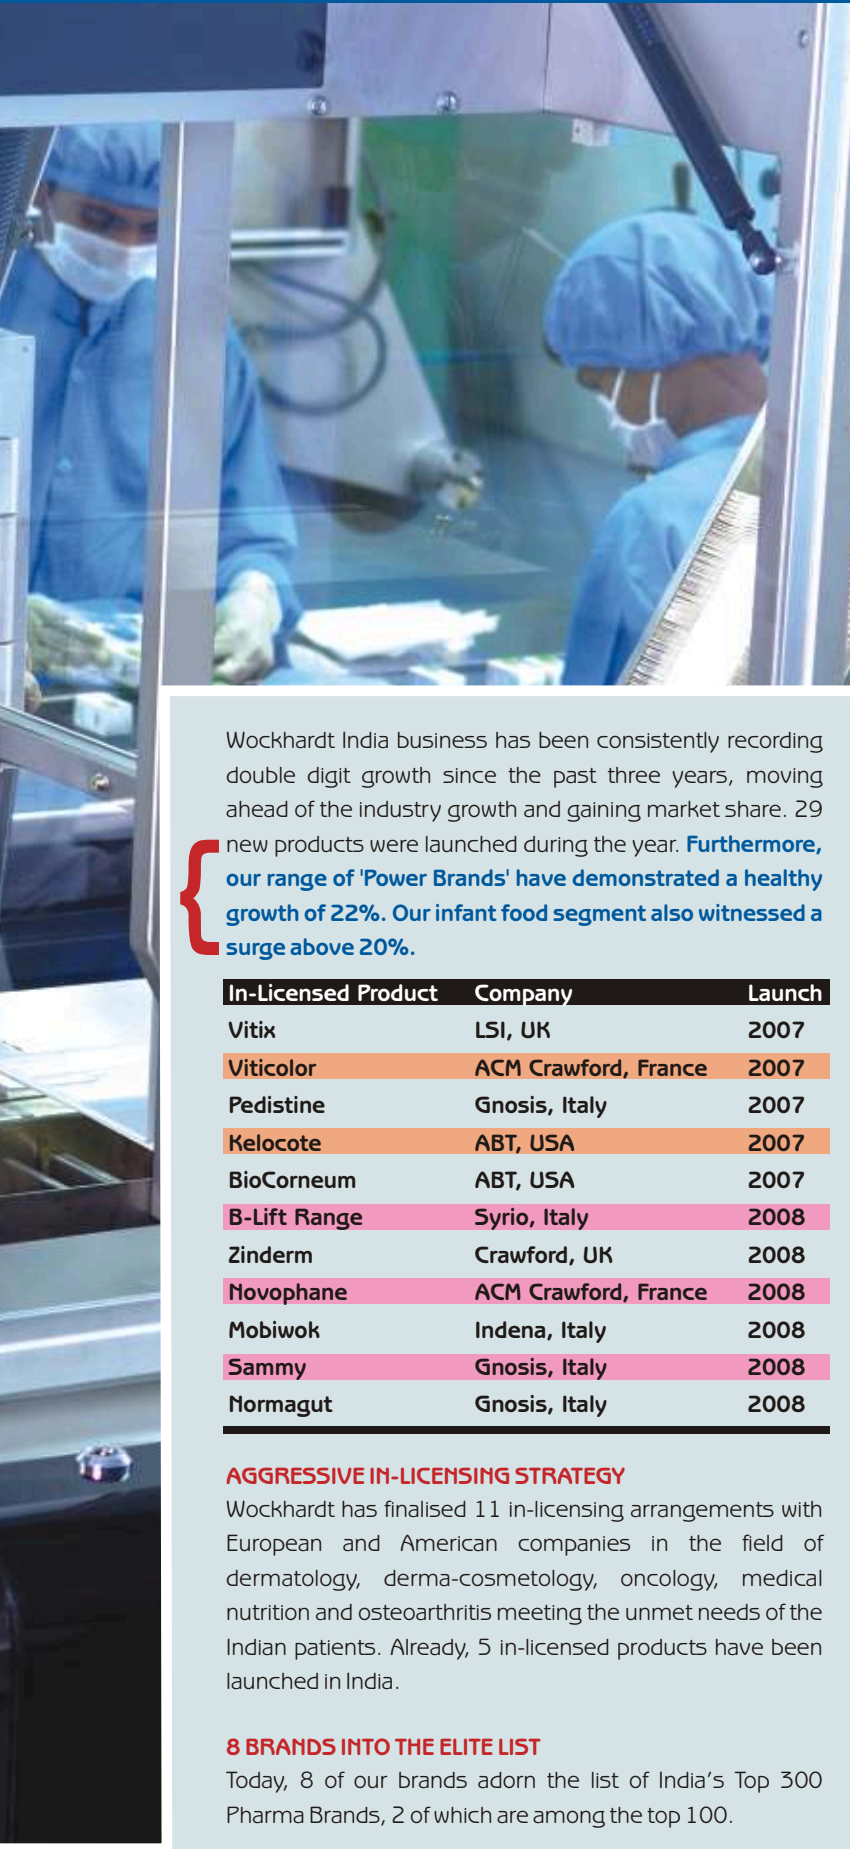 Wockhardt India business has been consistently recording
double digit growth since the past three years, moving
ahead of the industry growth and gaining market share. 29
new products were launched during the year. Furthermore,
our range of 'Power Brands' have demonstrated a healthy
growth of 22%. Our infant food segment also witnessed a
surge above 20%.
In-Licensed Product Company Launch
Vitix LSI, UK 2007
Viticolor ACM Crawford, France 2007
Pedistine Gnosis, Italy 2007
Kelocote ABT, USA 2007
BioCorneum ABT, USA 2007
B-Lift Range Syrio, Italy 2008
Zinderm Crawford, UK 2008
Novophane ACM Crawford, France 2008
Mobiwok Indena, Italy 2008
Sammy Gnosis, Italy 2008
Normagut Gnosis, Italy 2008
AGGRESSIVE IN-LICENSING STRATEGY
Wockhardt has finalised 11 in-licensing arrangements with
European and American companies in the field of
dermatology, derma-cosmetology, oncology, medical
nutrition and osteoarthritis meeting the unmet needs of the
Indian patients. Already, 5 in-licensed products have been
launched in India.
8 BRANDS INTO THE ELITE LIST
Today, 8 of our brands adorn the list of India's Top 300
Pharma Brands, 2 of which are among the top 100.